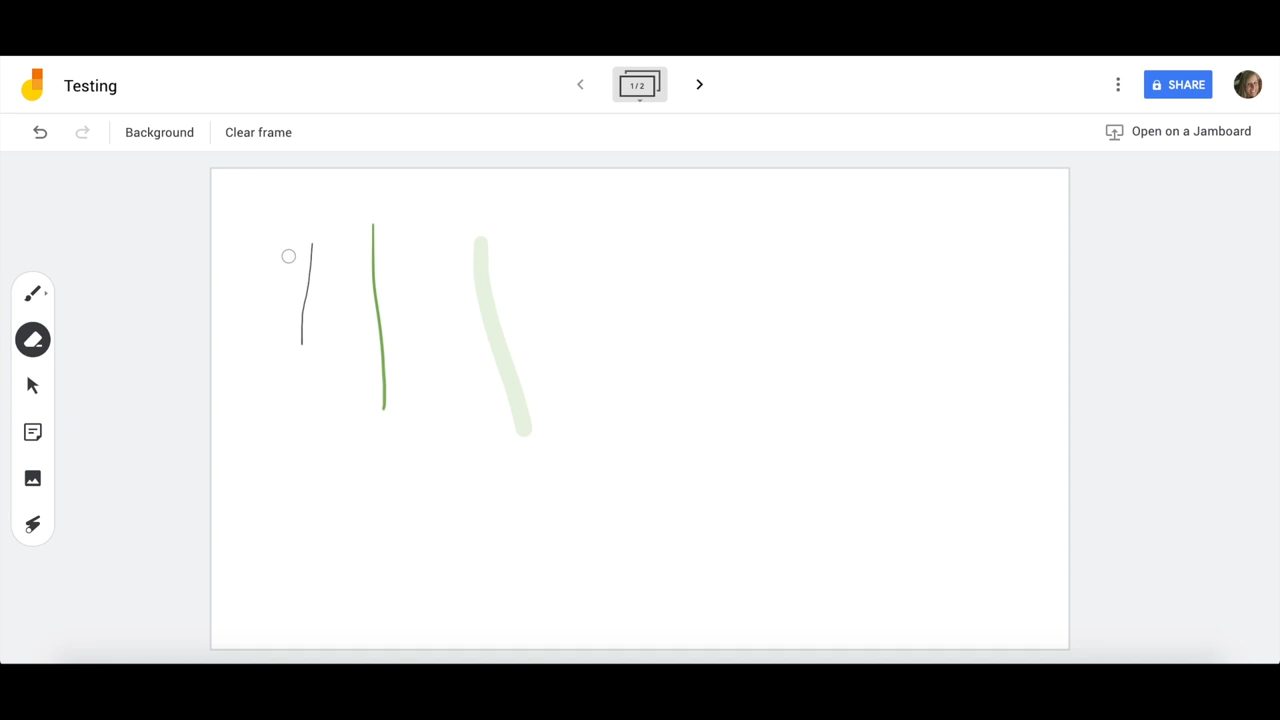 Testing
1/2
SHARE
Background
Clear frame
Open on a Jamboard